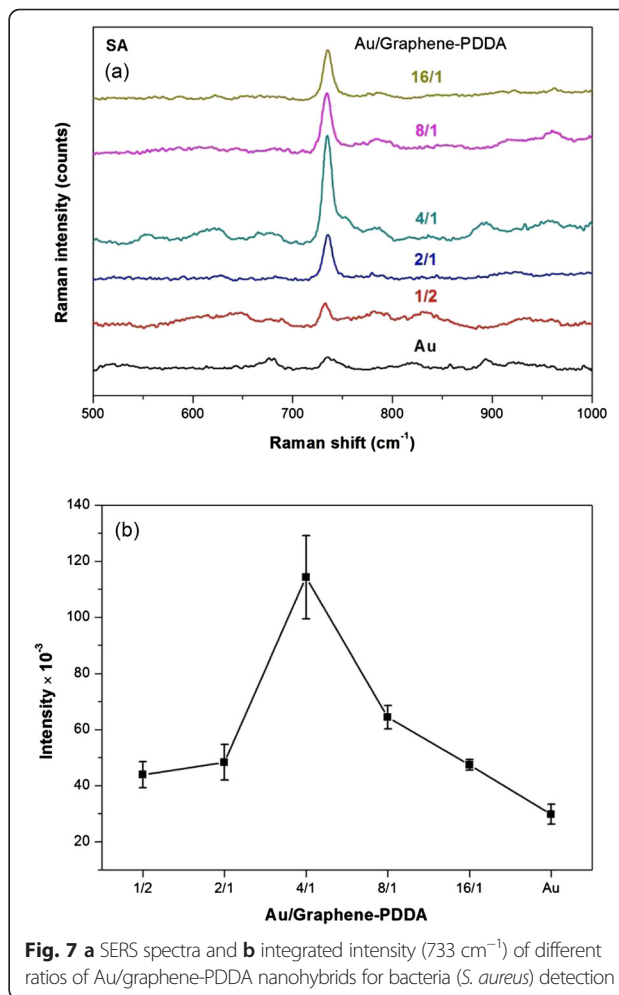 SA
Au/Graphene-PDDA
(a)
16/1
8/1
4/1
2/1
1/2
Au
Raman intensity (counts)
500 600 700 800 900 1000
Raman shift (cm⁻¹)
(b)
140
120
100
80
60
40
20
Intensity × 10⁻³
1/2 2/1 4/1 8/1 16/1 Au
Au/Graphene-PDDA
Fig. 7 a SERS spectra and b integrated intensity (733 cm⁻¹) of different
ratios of Au/graphene-PDDA nanohybrids for bacteria (S. aureus) detection